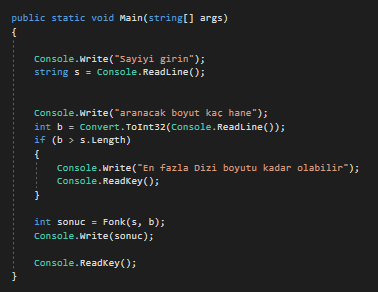 public static void Main(string[] args)
{
Console.Write("Sayiyi girin");
string s = Console.ReadLine();
Console.Write("aranacak boyut kaç hane");
int b = Convert.ToInt32(Console.ReadLine());
if (b > s.Length)
{
Console.Write("En fazla Dizi boyutu kadar olabilir");
Console.ReadKey();
}
int sonuc = Fonk(s, b);
Console.Write(sonuc);
Console.ReadKey();
}